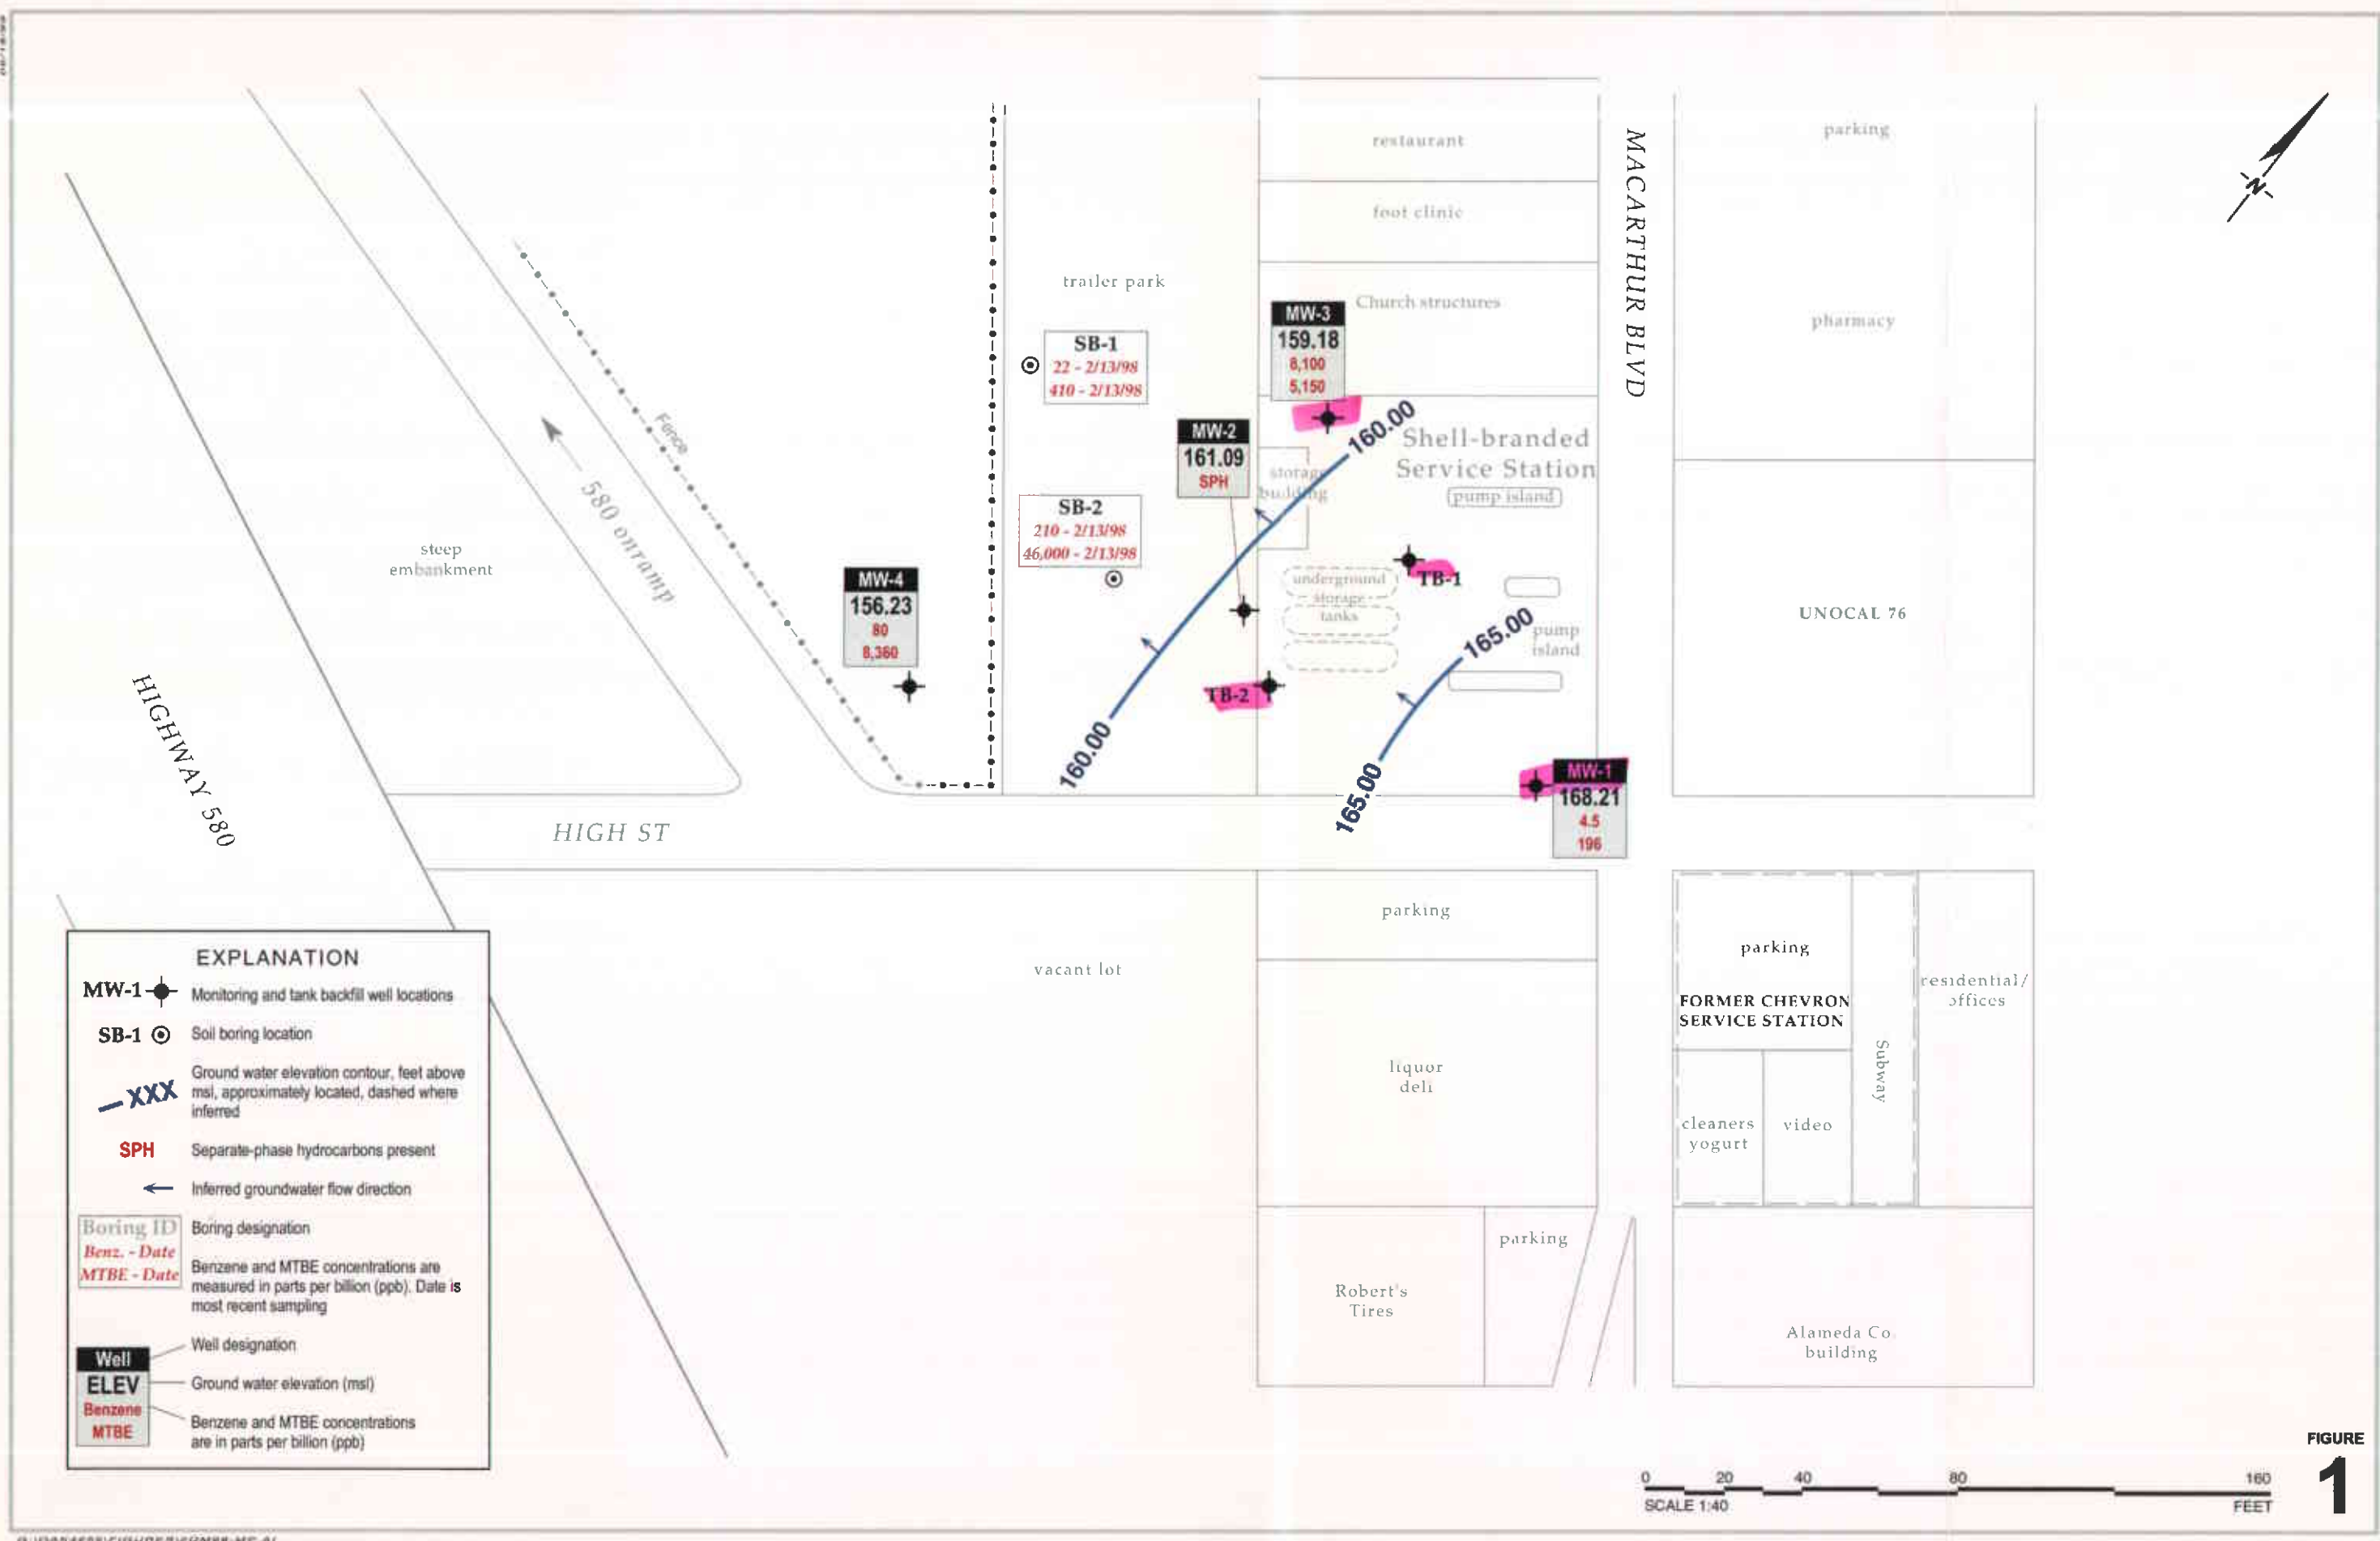 restaurant
parking
foot clinic
MACARTHUR BLVD
N
trailer park
Church structures
pharmacy
MW-3
159.18
8,100
5,150
SB-1
22 - 2/13/98
410 - 2/13/98
160.00
Shell-branded
Service Station
MW-2
161.09
SPH
Fence
storage
building
pump island
SB-2
210 - 2/13/98
46,000 - 2/13/98
580 onramp
steep
embankment
MW-4
156.23
80
8,360
underground
storage
tanks
TB-1
UNOCAL 76
165.00
pump
island
TB-2
160.00
165.00
MW-1
168.21
4.5
196
HIGHWAY 580
HIGH ST
parking
vacant lot
parking
FORMER CHEVRON
SERVICE STATION
residential/
offices
Subway
liquor
deli
cleaners
yogurt
video
parking
Robert's
Tires
Alameda Co.
building
EXPLANATION
MW-1
Monitoring and tank backfill well locations
SB-1
Soil boring location
XXX
Ground water elevation contour, feet above
msl, approximately located, dashed where
inferred
SPH
Separate-phase hydrocarbons present
Inferred groundwater flow direction
Boring ID
Benz. - Date
MTBE - Date
Boring designation
Benzene and MTBE concentrations are
measured in parts per billion (ppb). Date is
most recent sampling
Well
ELEV
Benzene
MTBE
Well designation
Ground water elevation (msl)
Benzene and MTBE concentrations
are in parts per billion (ppb)
0 20 40 80 160
SCALE 1:40 FEET
FIGURE
1